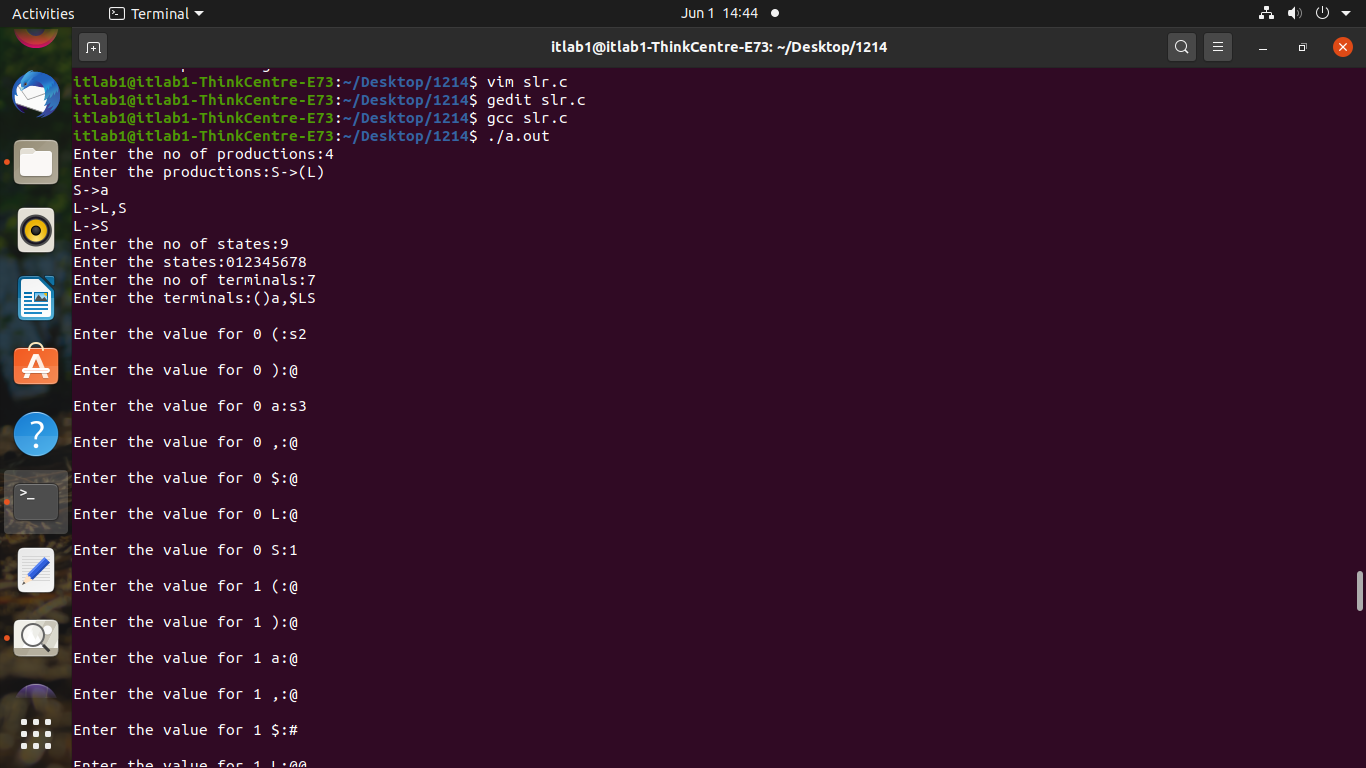 Activities
Terminal
Jun 1 14:44
itlab1@itlab1-ThinkCentre-E73: ~/Desktop/1214
itlab1@itlab1-ThinkCentre-E73:~/Desktop/1214$ vim slr.c
itlab1@itlab1-ThinkCentre-E73:~/Desktop/1214$ gedit slr.c
itlab1@itlab1-ThinkCentre-E73:~/Desktop/1214$ gcc slr.c
itlab1@itlab1-ThinkCentre-E73:~/Desktop/1214$ ./a.out
Enter the no of productions:4
Enter the productions:S->(L)
S->a
L->L,S
L->S
Enter the no of states:9
Enter the states:012345678
Enter the no of terminals:7
Enter the terminals:()a,$LS
Enter the value for 0 (:s2
Enter the value for 0 ):@
Enter the value for 0 a:s3
Enter the value for 0 ,:@
Enter the value for 0 $:@
Enter the value for 0 L:@
Enter the value for 0 S:1
Enter the value for 1 (:@
Enter the value for 1 ):@
Enter the value for 1 a:@
Enter the value for 1 ,:@
Enter the value for 1 $:#
Enter the value for 1 L:@@